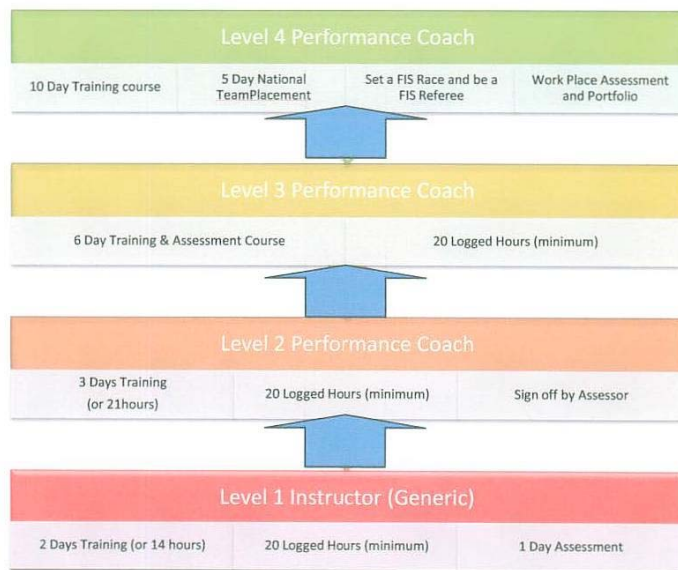 Level 4 Performance Coach
10 Day Training course
5 Day National
TeamPlacement
Set a FIS Race and be a
FIS Referee
Work Place Assessment
and Portfolio
Level 3 Performance Coach
6 Day Training & Assessment Course
20 Logged Hours (minimum)
Level 2 Performance Coach
3 Days Training
(or 21hours)
20 Logged Hours (minimum)
Sign off by Assessor
Level 1 Instructor (Generic)
2 Days Training (or 14 hours)
20 Logged Hours (minimum)
1 Day Assessment